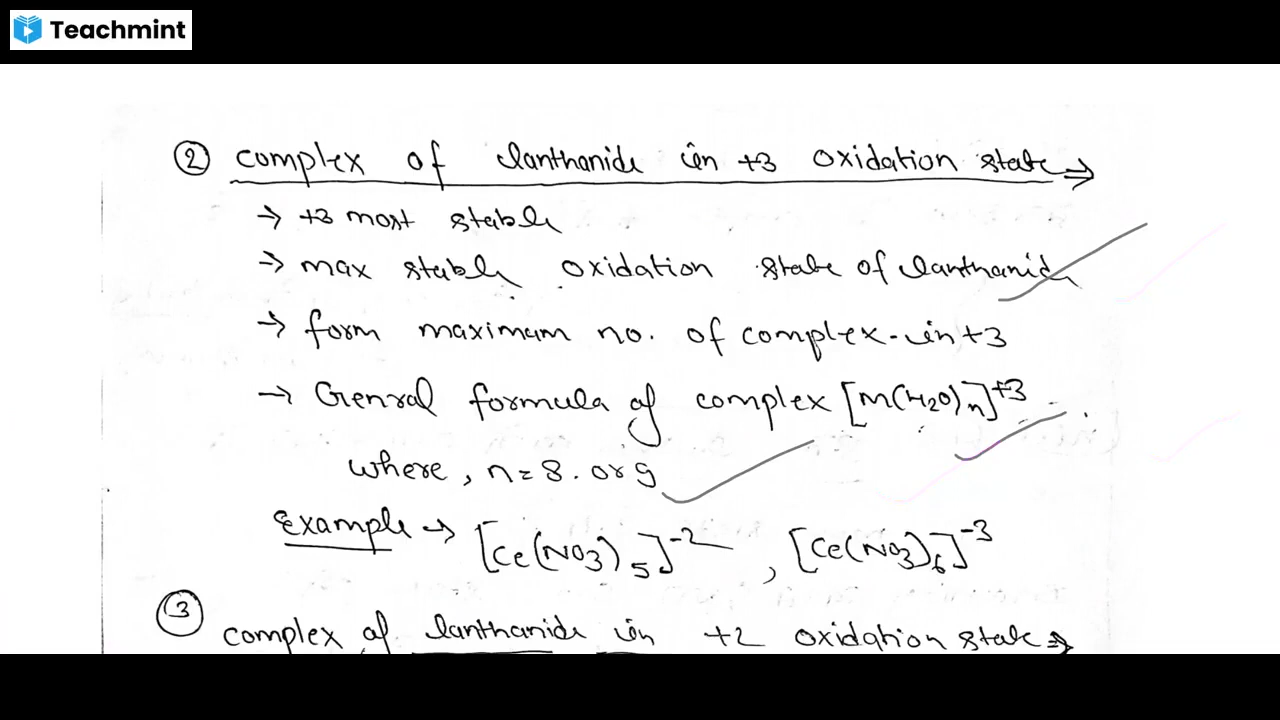 Teachmint
② complex of lanthanide in +3 oxidation state ⇒
→ +3 most stable
→ max stable oxidation state of lanthanide
→ form maximum no. of complex in +3
→ Genral formula of complex [M(H2O)n]+3
where, n = 8 or 9
Example → [Ce(NO3)5]-2, [Ce(NO3)6]-3
③ complex of lanthanide in +2 oxidation state ⇒